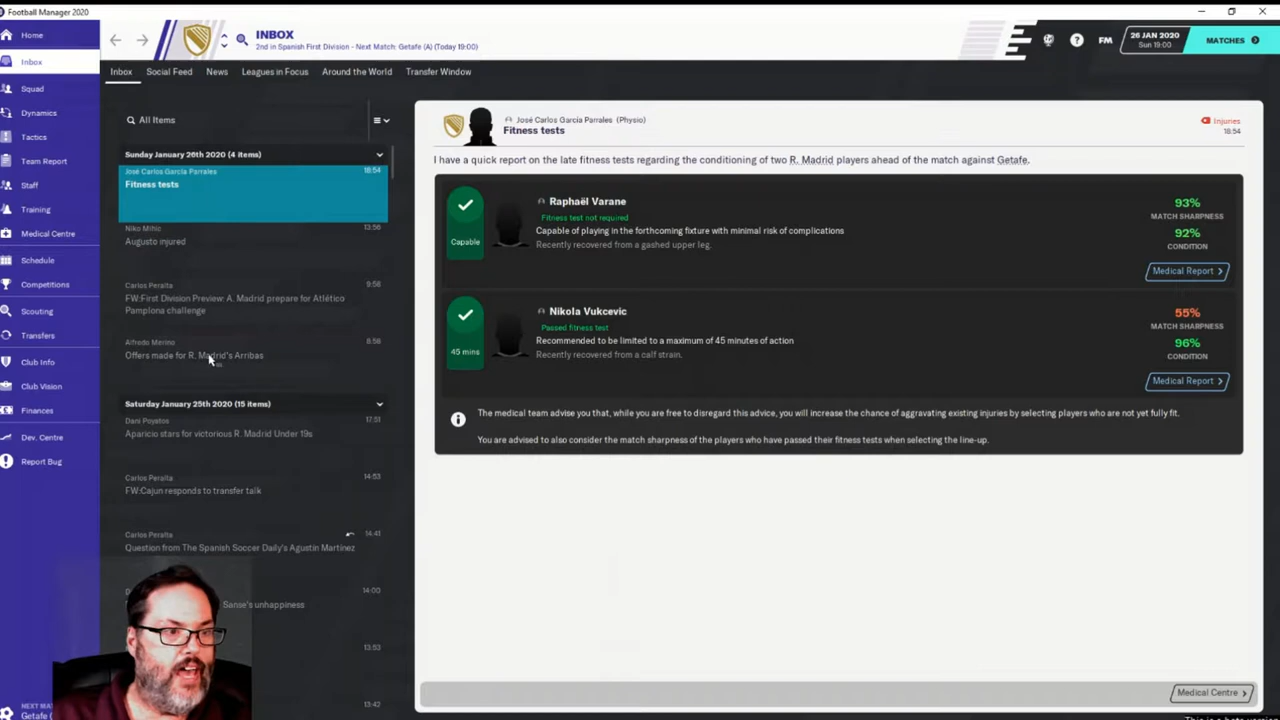 Football Manager 2020
Home
Inbox
Squad
Dynamics
Tactics
Team Report
Staff
Training
Medical Centre
Schedule
Competitions
Scouting
Transfers
Club Info
Club Vision
Finances
Dev. Centre
Report Bug
NEXT MA
Getafe (
INBOX
2nd in Spanish First Division - Next Match: Getafe (A) (Today 19:00)
FM
26 JAN 2020
Sun 19:00
MATCHES
Inbox Social Feed News Leagues in Focus Around the World Transfer Window
All Items
Sunday January 26th 2020 (4 items)
José Carlos García Parrales 18:54
Fitness tests
Niko Mihic 13:56
Augusto injured
Carlos Peralta 9:56
FW:First Division Preview: A. Madrid prepare for Atlético
Pamplona challenge
Alfredo Merino 8:58
Offers made for R. Madrid's Arribas
Saturday January 25th 2020 (15 items)
Dani Poyatos 17:51
Aparicio stars for victorious R. Madrid Under 19s
Carlos Peralta 14:53
FW:Cajun responds to transfer talk
Carlos Peralta 14:41
Question from The Spanish Soccer Daily's Agustín Martínez
14:00
Sanse's unhappiness
13:53
13:42
José Carlos García Parrales (Physio)
Fitness tests
Injuries
18:54
I have a quick report on the late fitness tests regarding the conditioning of two R. Madrid players ahead of the match against Getafe.
Capable
Raphaël Varane
Fitness test not required
Capable of playing in the forthcoming fixture with minimal risk of complications
Recently recovered from a gashed upper leg.
93%
MATCH SHARPNESS
92%
CONDITION
Medical Report
45 mins
Nikola Vukcevic
Passed fitness test
Recommended to be limited to a maximum of 45 minutes of action
Recently recovered from a calf strain.
55%
MATCH SHARPNESS
96%
CONDITION
Medical Report
The medical team advise you that, while you are free to disregard this advice, you will increase the chance of aggravating existing injuries by selecting players who are not yet fully fit.
You are advised to also consider the match sharpness of the players who have passed their fitness tests when selecting the line-up.
Medical Centre